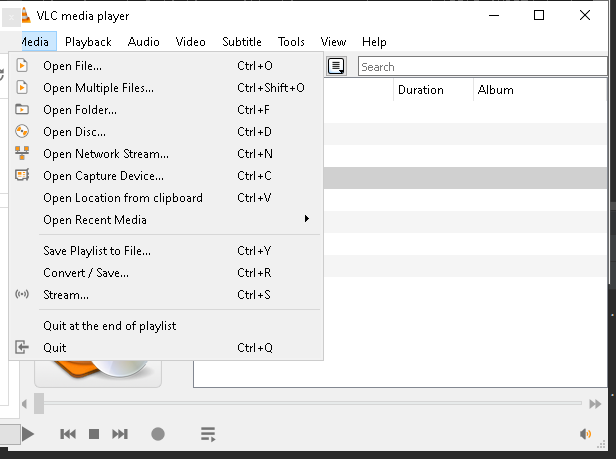 VLC media player
Media Playback Audio Video Subtitle Tools View Help
Open File... Ctrl+O
Open Multiple Files... Ctrl+Shift+O
Open Folder... Ctrl+F
Open Disc... Ctrl+D
Open Network Stream... Ctrl+N
Open Capture Device... Ctrl+C
Open Location from clipboard Ctrl+V
Open Recent Media
Save Playlist to File... Ctrl+Y
Convert / Save... Ctrl+R
Stream... Ctrl+S
Quit at the end of playlist
Quit Ctrl+Q
Search
Duration Album